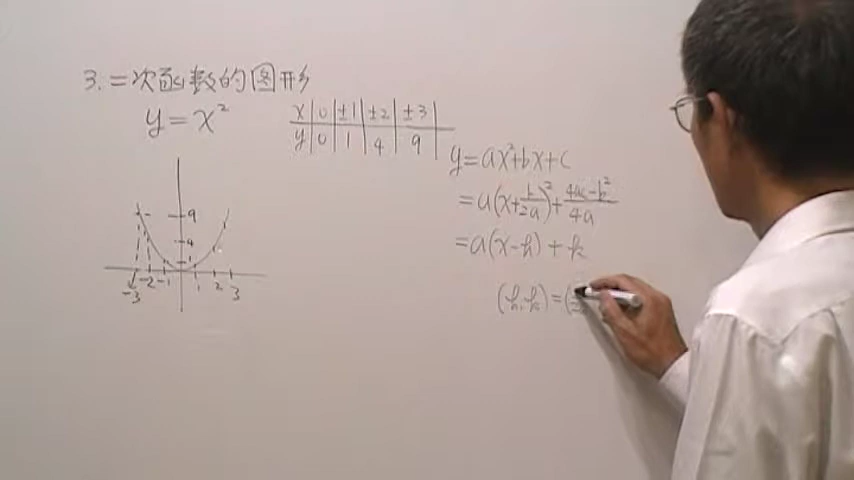 3. 二次函数的图形
y = x²
x | 0 | ±1 | ±2 | ±3
y | 0 | 1 | 4 | 9
y = ax²+bx+c
= a(x+b/2a)²+(4ac-b²)/4a
= a(x-h) + k
(h, k) = (
9
4
1
-3 -2 -1 1 2 3